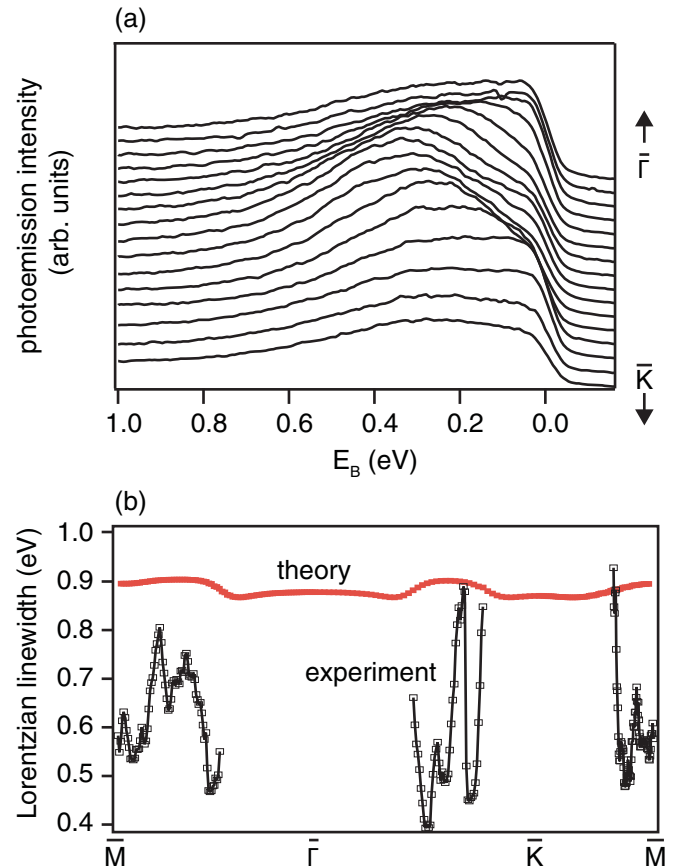 (a)
photoemission intensity
(arb. units)
Γ̄
K̄
1.0 0.8 0.6 0.4 0.2 0.0
E_B (eV)
(b)
Lorentzian linewidth (eV)
1.0
0.9
0.8
0.7
0.6
0.5
0.4
theory
experiment
M̄ Γ̄ K̄ M̄